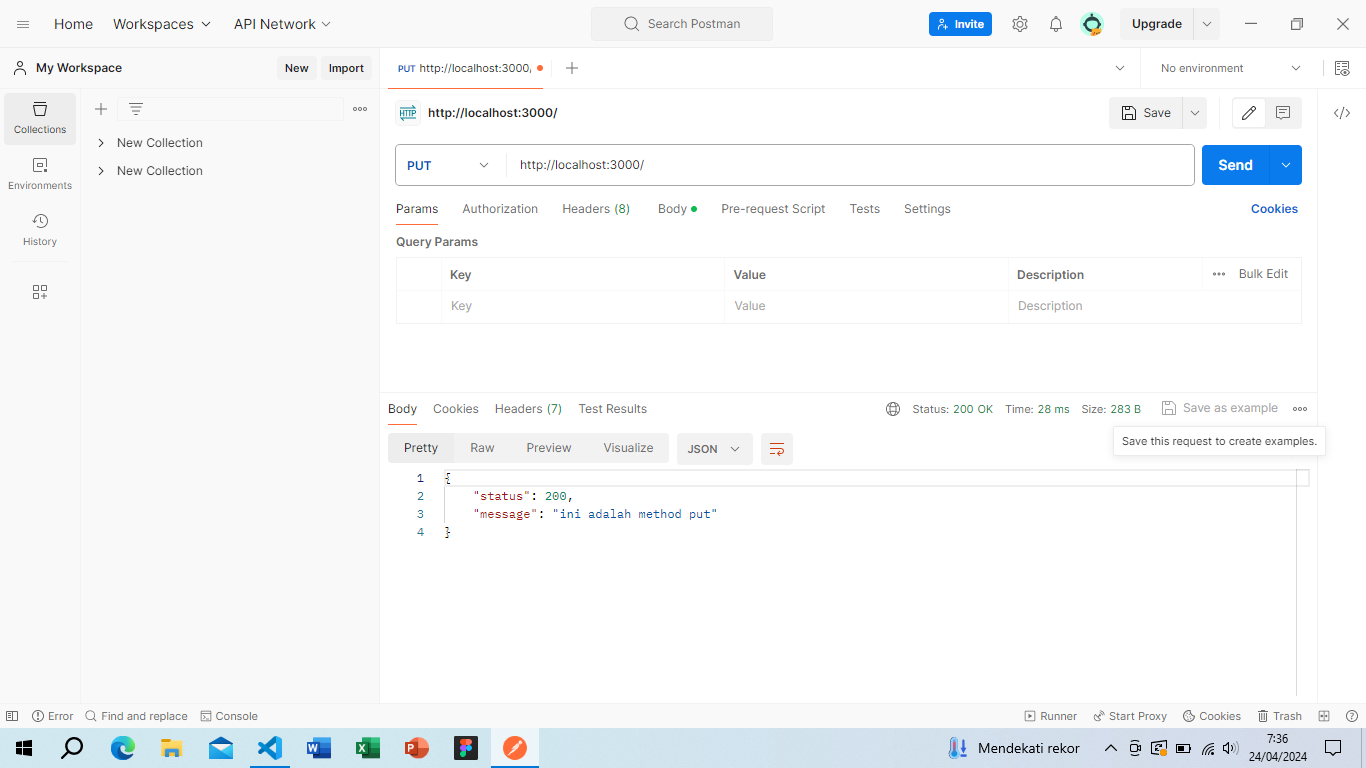 Home Workspaces API Network Search Postman Invite Upgrade
My Workspace New Import PUT http://localhost:3000, No environment
Collections
Environments
History
New Collection
New Collection
HTTP http://localhost:3000/ Save
PUT http://localhost:3000/ Send
Params Authorization Headers (8) Body Pre-request Script Tests Settings Cookies
Query Params
Key Value Description Bulk Edit
Key Value Description
Body Cookies Headers (7) Test Results Status: 200 OK Time: 28 ms Size: 283 B Save as example
Save this request to create examples.
Pretty Raw Preview Visualize JSON
1 {
2 "status": 200,
3 "message": "ini adalah method put"
4 }
Error Find and replace Console Runner Start Proxy Cookies Trash
Mendekati rekor 7:36
24/04/2024